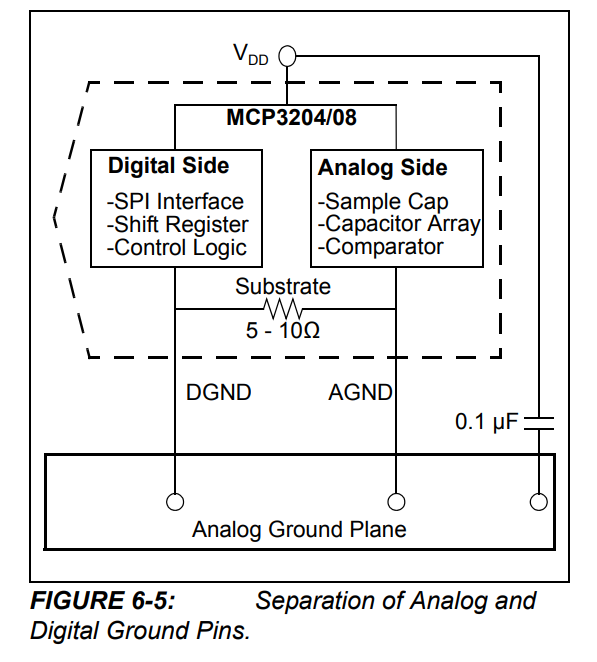 VDD
MCP3204/08
Digital Side
-SPI Interface
-Shift Register
-Control Logic
Analog Side
-Sample Cap
-Capacitor Array
-Comparator
Substrate
5 - 10Ω
DGND
AGND
0.1 µF
Analog Ground Plane
FIGURE 6-5: Separation of Analog and
Digital Ground Pins.